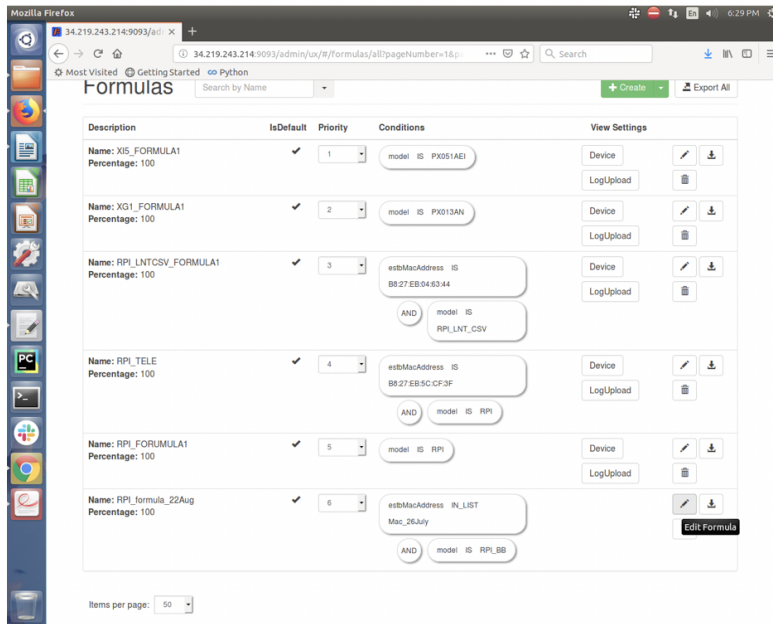 Mozilla Firefox
En
6:29 PM
34.219.243.214:9093/ad
34.219.243.214:9093/admin/ux/#/formulas/all?pageNumber=1&p
Search
Most Visited Getting Started Python
Formulas
Search by Name
Create
Export All
Description IsDefault Priority Conditions View Settings
Name: XI5_FORMULA1
Percentage: 100
1
model IS PX051AEI
Device
LogUpload
Name: XG1_FORMULA1
Percentage: 100
2
model IS PX013AN
Device
LogUpload
Name: RPI_LNTCSV_FORMULA1
Percentage: 100
3
estbMacAddress IS
B8:27:EB:04:63:44
AND
model IS
RPI_LNT_CSV
Device
LogUpload
Name: RPI_TELE
Percentage: 100
4
estbMacAddress IS
B8:27:EB:5C:CF:3F
AND
model IS RPI
Device
LogUpload
Name: RPI_FORUMULA1
Percentage: 100
5
model IS RPI
Device
LogUpload
Name: RPI_formula_22Aug
Percentage: 100
6
estbMacAddress IN_LIST
Mac_26July
AND
model IS RPI_BB
Edit Formula
PC
Items per page: 50